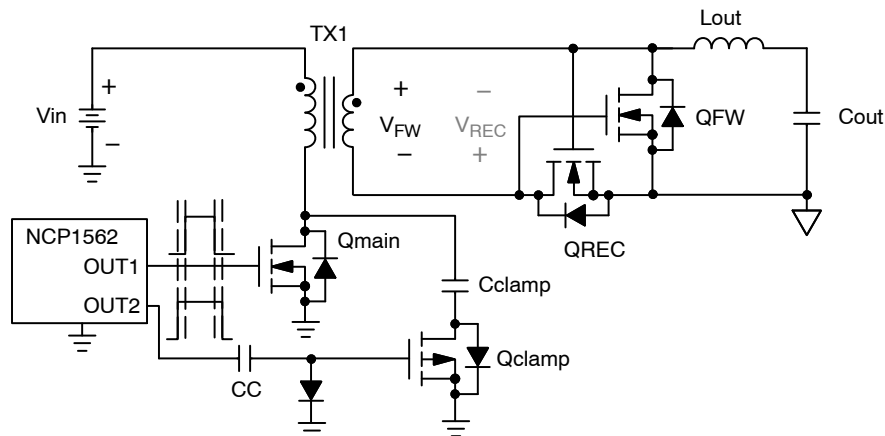 TX1
Lout
+
Vin
−
+
VFW
−
−
VREC
+
QFW
Cout
QREC
NCP1562
OUT1
OUT2
Qmain
Cclamp
Qclamp
CC